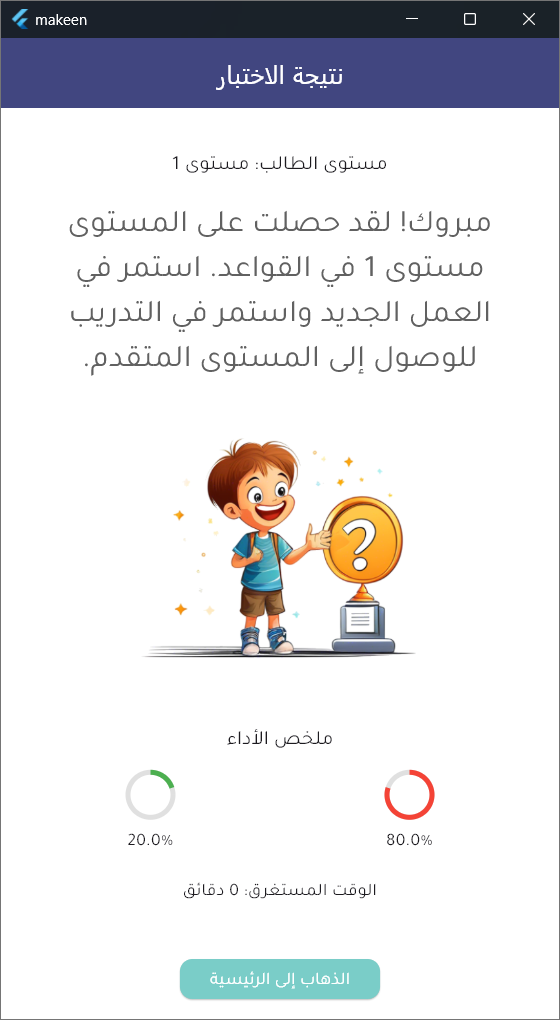 makeen
نتيجة الاختبار
مستوى الطالب: مستوى 1
مبروك! لقد حصلت على المستوى
مستوى 1 في القواعد. استمر في
العمل الجديد واستمر في التدريب
للوصول إلى المستوى المتقدم.
?
ملخص الأداء
80.0%
20.0%
الوقت المستغرق: 0 دقائق
الذهاب إلى الرئيسية